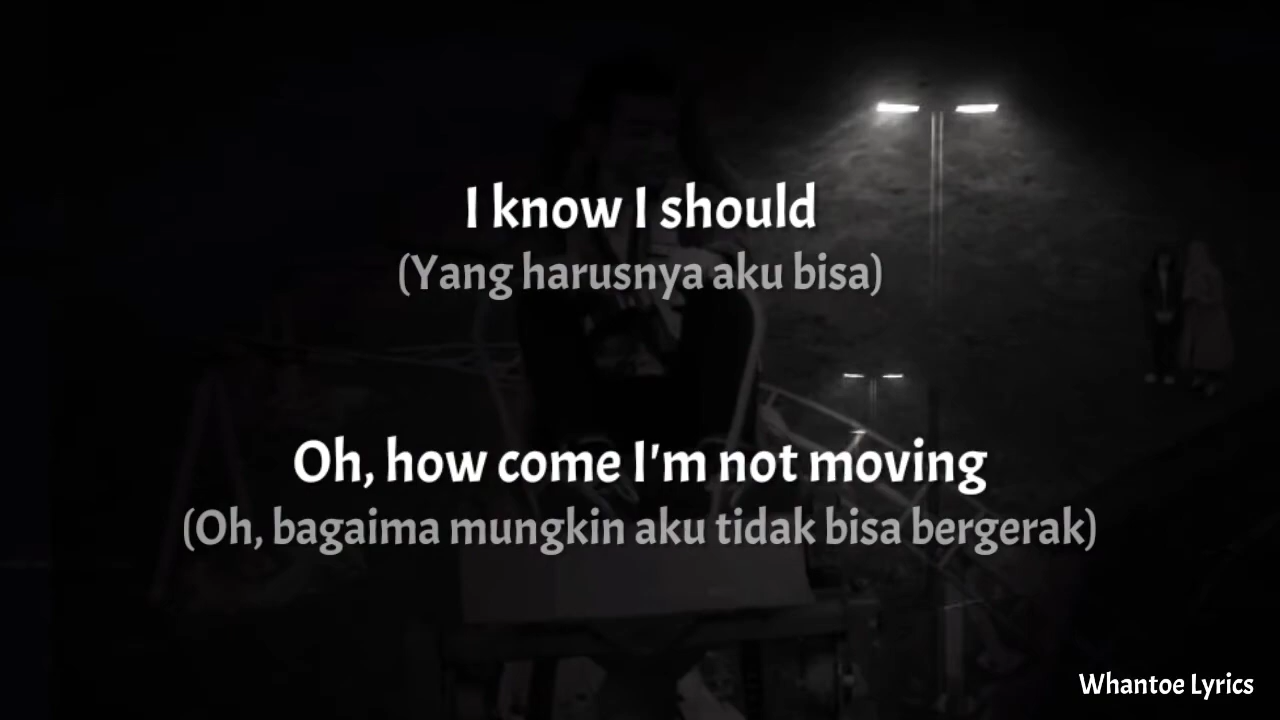 I know I should
(Yang harusnya aku bisa)
Oh, how come I'm not moving
(Oh, bagaima mungkin aku tidak bisa bergerak)
Whantoe Lyrics